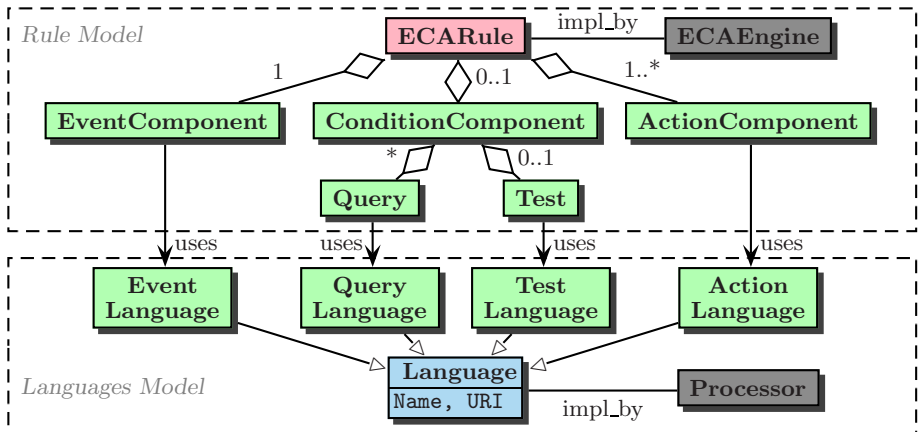 Rule Model
ECARule
impl_by
ECAEngine
1
0..1
1..*
EventComponent
ConditionComponent
ActionComponent
*
0..1
Query
Test
uses
uses
uses
uses
Event
Language
Query
Language
Test
Language
Action
Language
Languages Model
Language
Name, URI
impl_by
Processor